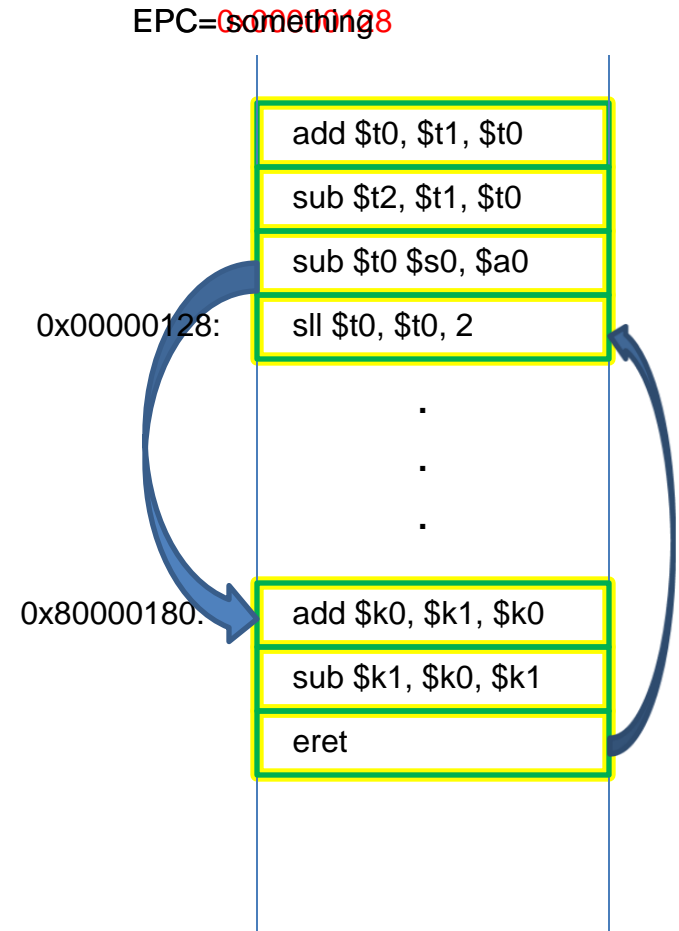 EPC=something
0x00000128
add $t0, $t1, $t0
sub $t2, $t1, $t0
sub $t0 $s0, $a0
0x00000128: sll $t0, $t0, 2
.
.
.
0x80000180: add $k0, $k1, $k0
sub $k1, $k0, $k1
eret